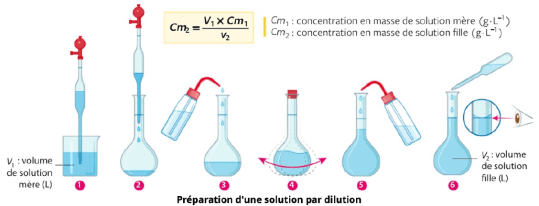 Cm₂ = V₁ × Cm₁ / v₂
Cm₁ : concentration en masse de solution mère (g·L⁻¹)
Cm₂ : concentration en masse de solution fille (g·L⁻¹)
V₁ : volume
de solution
mère (L)
1
2
3
4
5
6
V₂ : volume
de solution
fille (L)
Préparation d'une solution par dilution